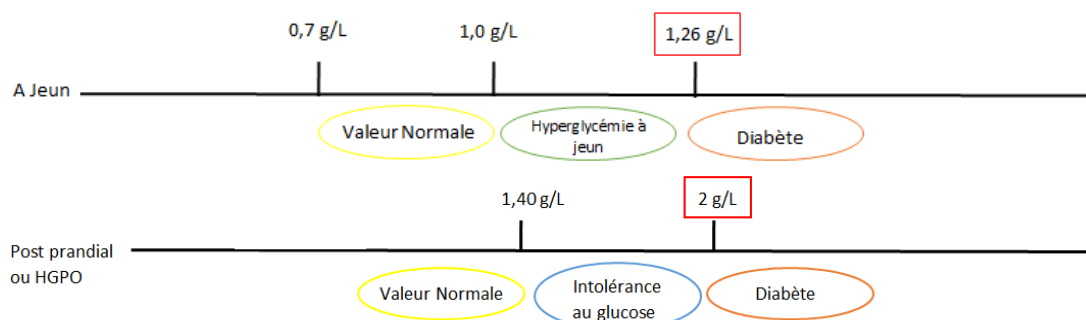 0,7 g/L 1,0 g/L 1,26 g/L
A Jeun
Valeur Normale Hyperglycémie à
jeun Diabète
1,40 g/L 2 g/L
Post prandial
ou HGPO
Valeur Normale Intolérance
au glucose Diabète